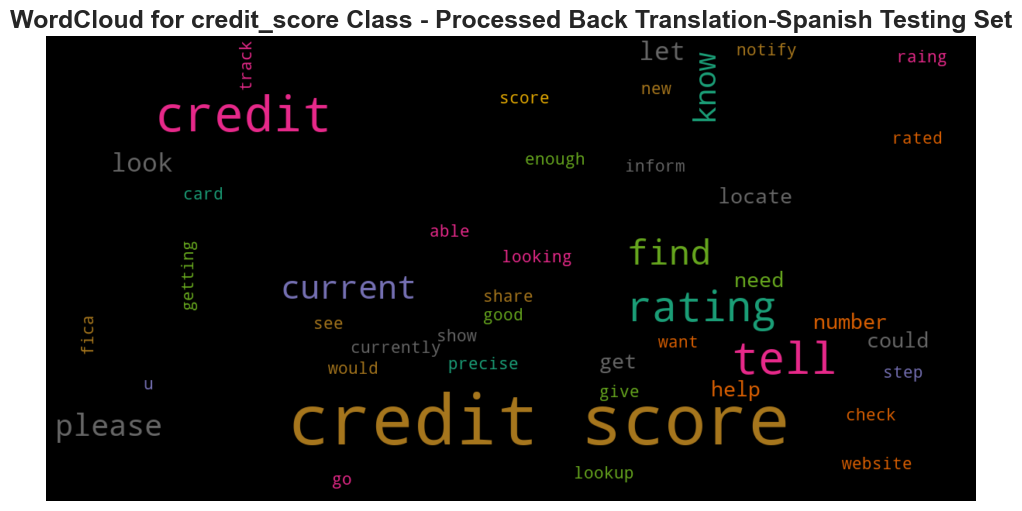 WordCloud for credit_score Class - Processed Back Translation-Spanish Testing Set
track
let
know
notify
raing
new
score
credit
rated
look
enough
inform
card
locate
able
find
looking
getting
current
need
share
rating
good
see
number
fica
show
currently
want
could
tell
precise
get
would
step
u
give
help
credit score
check
please
website
lookup
go